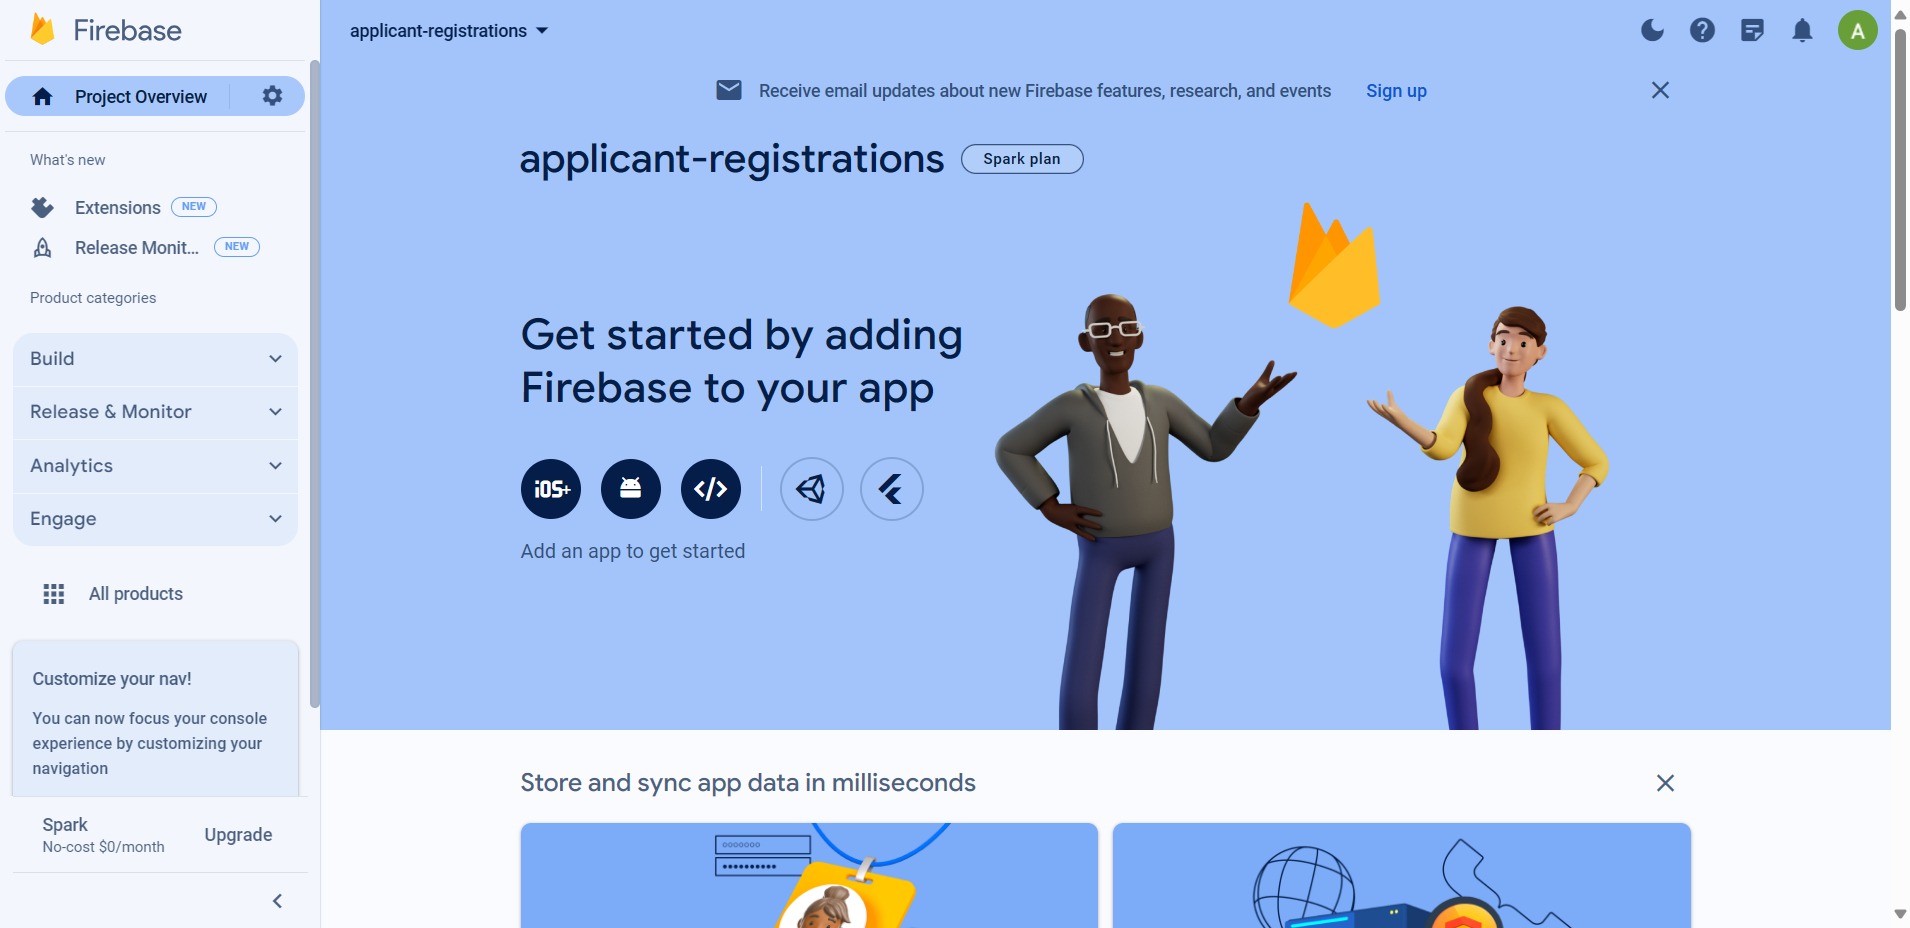 Firebase
applicant-registrations
A
Receive email updates about new Firebase features, research, and events Sign up
Project Overview
What's new
Extensions NEW
Release Monit... NEW
Product categories
Build
Release & Monitor
Analytics
Engage
All products
Customize your nav!
You can now focus your console
experience by customizing your
navigation
Spark
No-cost $0/month
Upgrade
applicant-registrations Spark plan
Get started by adding
Firebase to your app
iOS+
Add an app to get started
Store and sync app data in milliseconds